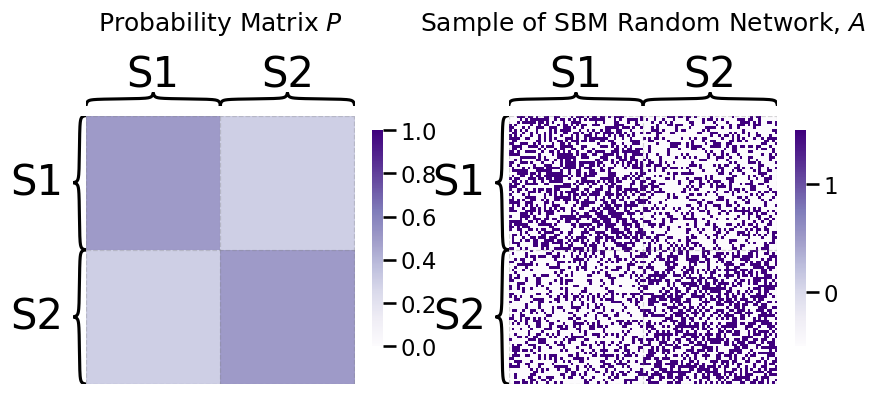 Probability Matrix P
S1 S2
S1
S2
1.0
0.8
0.6
0.4
0.2
0.0
Sample of SBM Random Network, A
S1 S2
S1
S2
1
0